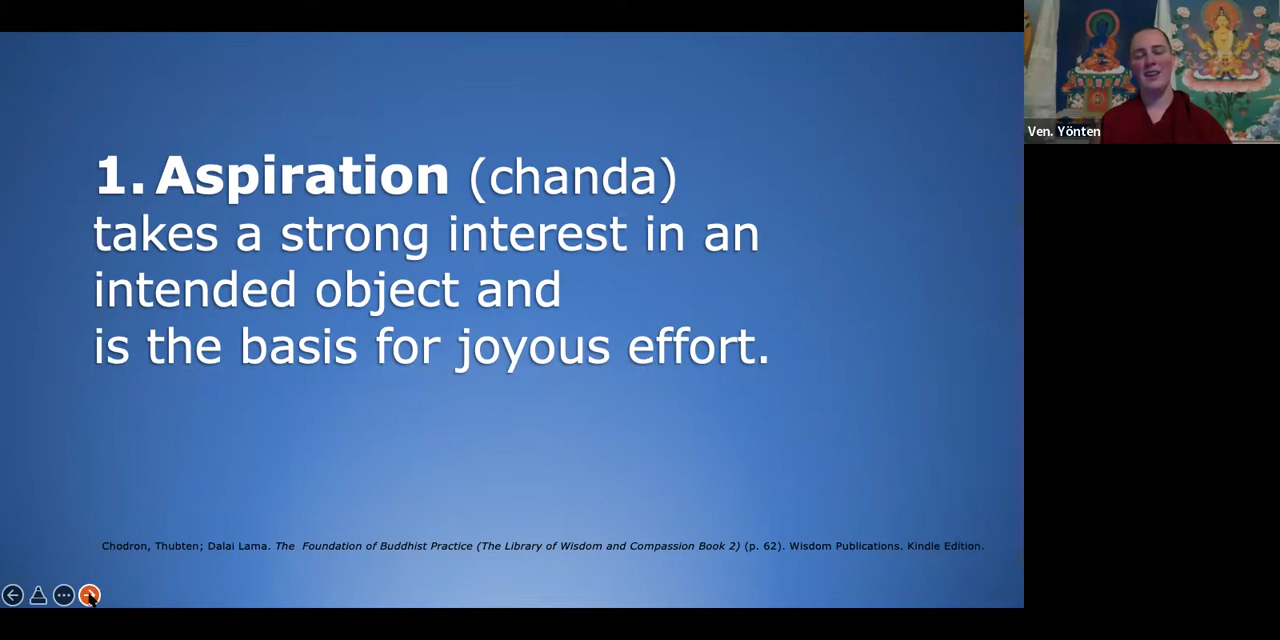 1. Aspiration (chanda)
takes a strong interest in an
intended object and
is the basis for joyous effort.
Chodron, Thubten; Dalai Lama. The Foundation of Buddhist Practice (The Library of Wisdom and Compassion Book 2) (p. 62). Wisdom Publications. Kindle Edition.
Ven. Yönten